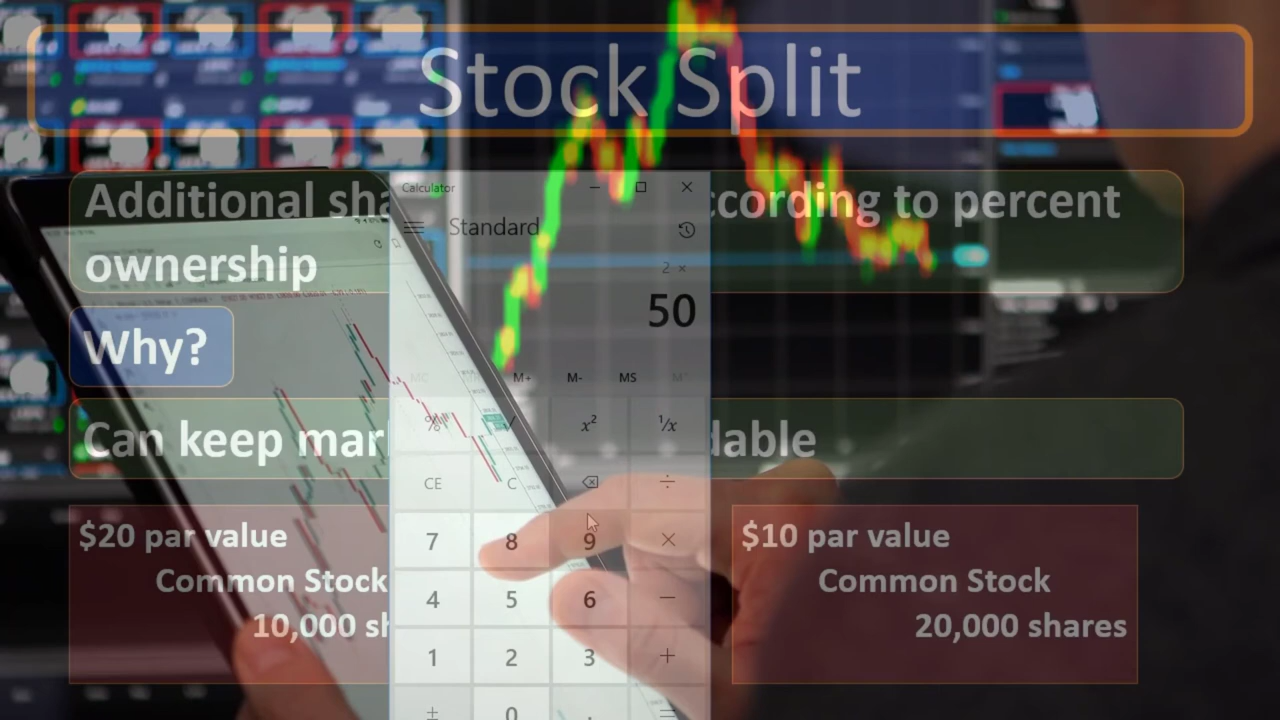 Stock Split
Additional sha
ccording to percent
ownership
Why?
Can keep mar
dable
$20 par value
Common Stock
10,000 sh
$10 par value
Common Stock
20,000 shares
Calculator
Standard
2 ×
50
M+ M- MS
% √ x² ¹/x
CE C ÷
7 8 9 ×
4 5 6 −
1 2 3 +
± 0 . =